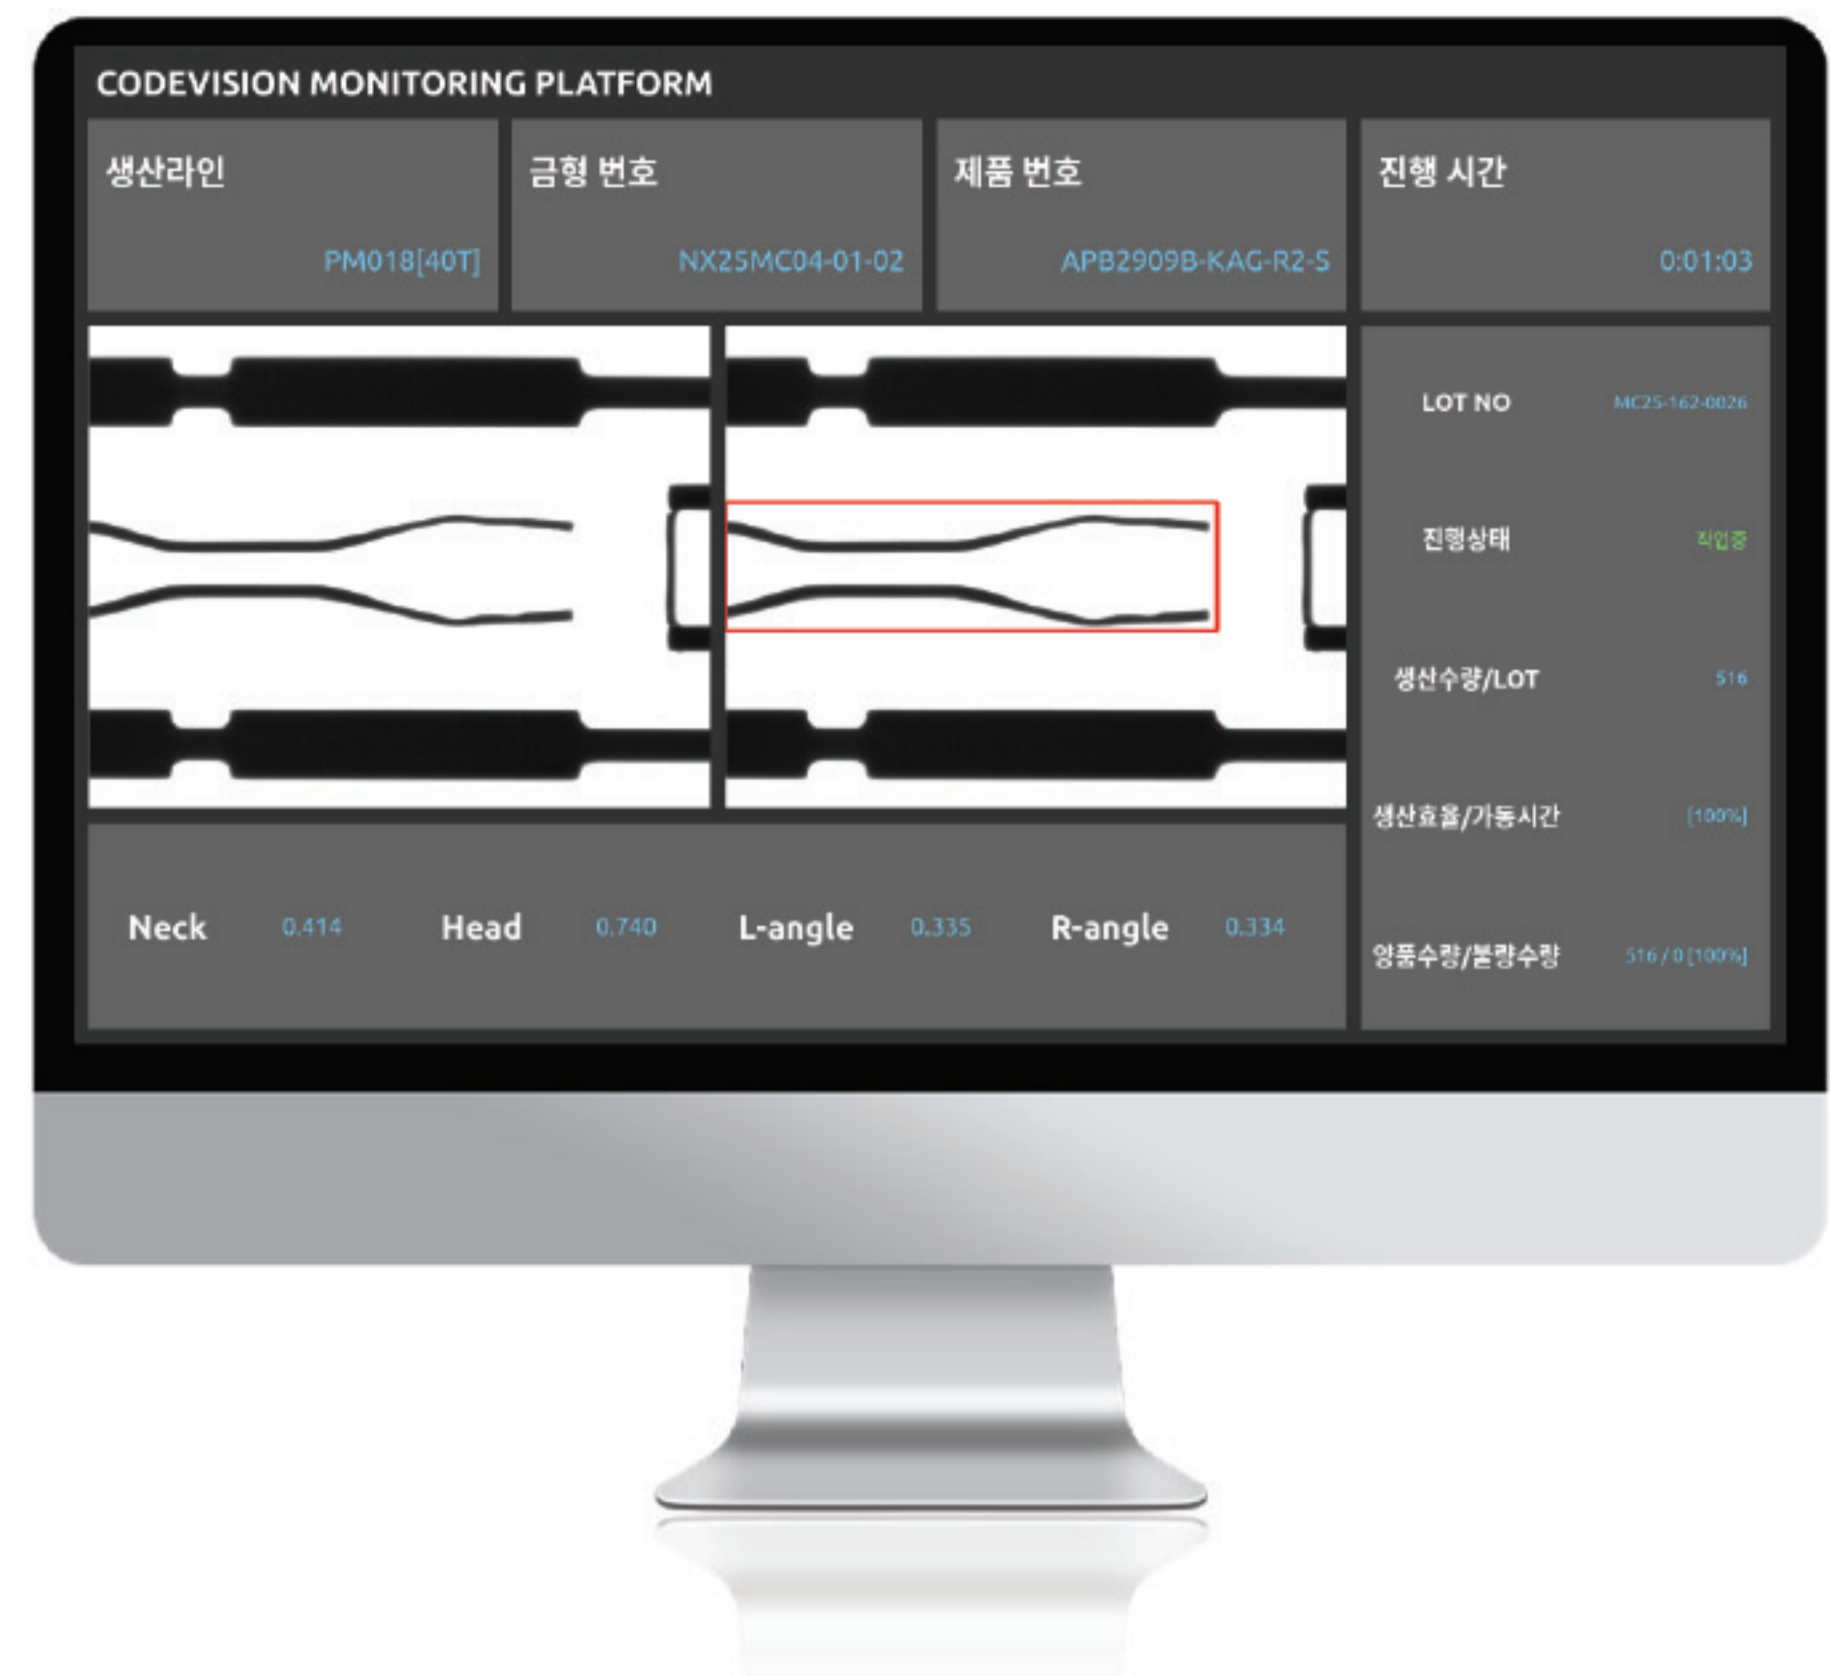 CODEVISION MONITORING PLATFORM
생산라인
PM018[40T]
금형 번호
NX25MC04-01-02
제품 번호
APB2909B-KAG-R2-S
진행 시간
0:01:03
LOT NO
MC25-162-0026
진행상태
작업중
생산수량/LOT
516
생산효율/가동시간
[100%]
양품수량/불량수량
516 / 0 [100%]
Neck
0.414
Head
0.740
L-angle
0.335
R-angle
0.334